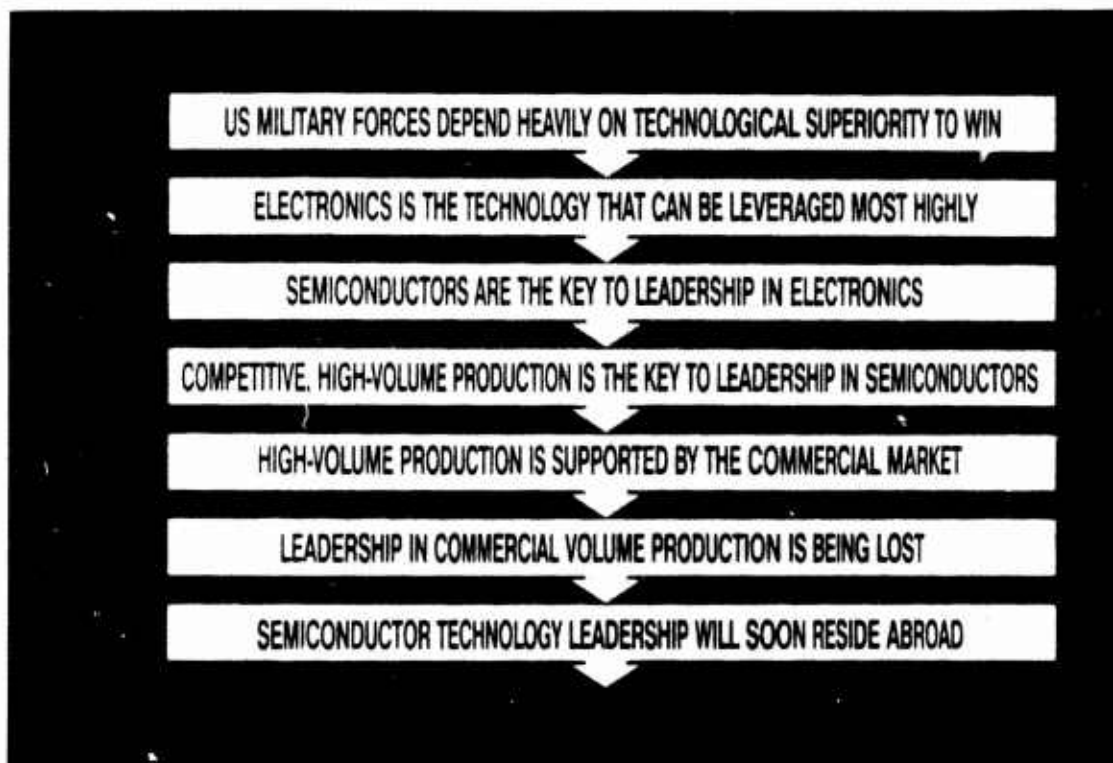 US MILITARY FORCES DEPEND HEAVILY ON TECHNOLOGICAL SUPERIORITY TO WIN
ELECTRONICS IS THE TECHNOLOGY THAT CAN BE LEVERAGED MOST HIGHLY
SEMICONDUCTORS ARE THE KEY TO LEADERSHIP IN ELECTRONICS
COMPETITIVE, HIGH-VOLUME PRODUCTION IS THE KEY TO LEADERSHIP IN SEMICONDUCTORS
HIGH-VOLUME PRODUCTION IS SUPPORTED BY THE COMMERCIAL MARKET
LEADERSHIP IN COMMERCIAL VOLUME PRODUCTION IS BEING LOST
SEMICONDUCTOR TECHNOLOGY LEADERSHIP WILL SOON RESIDE ABROAD